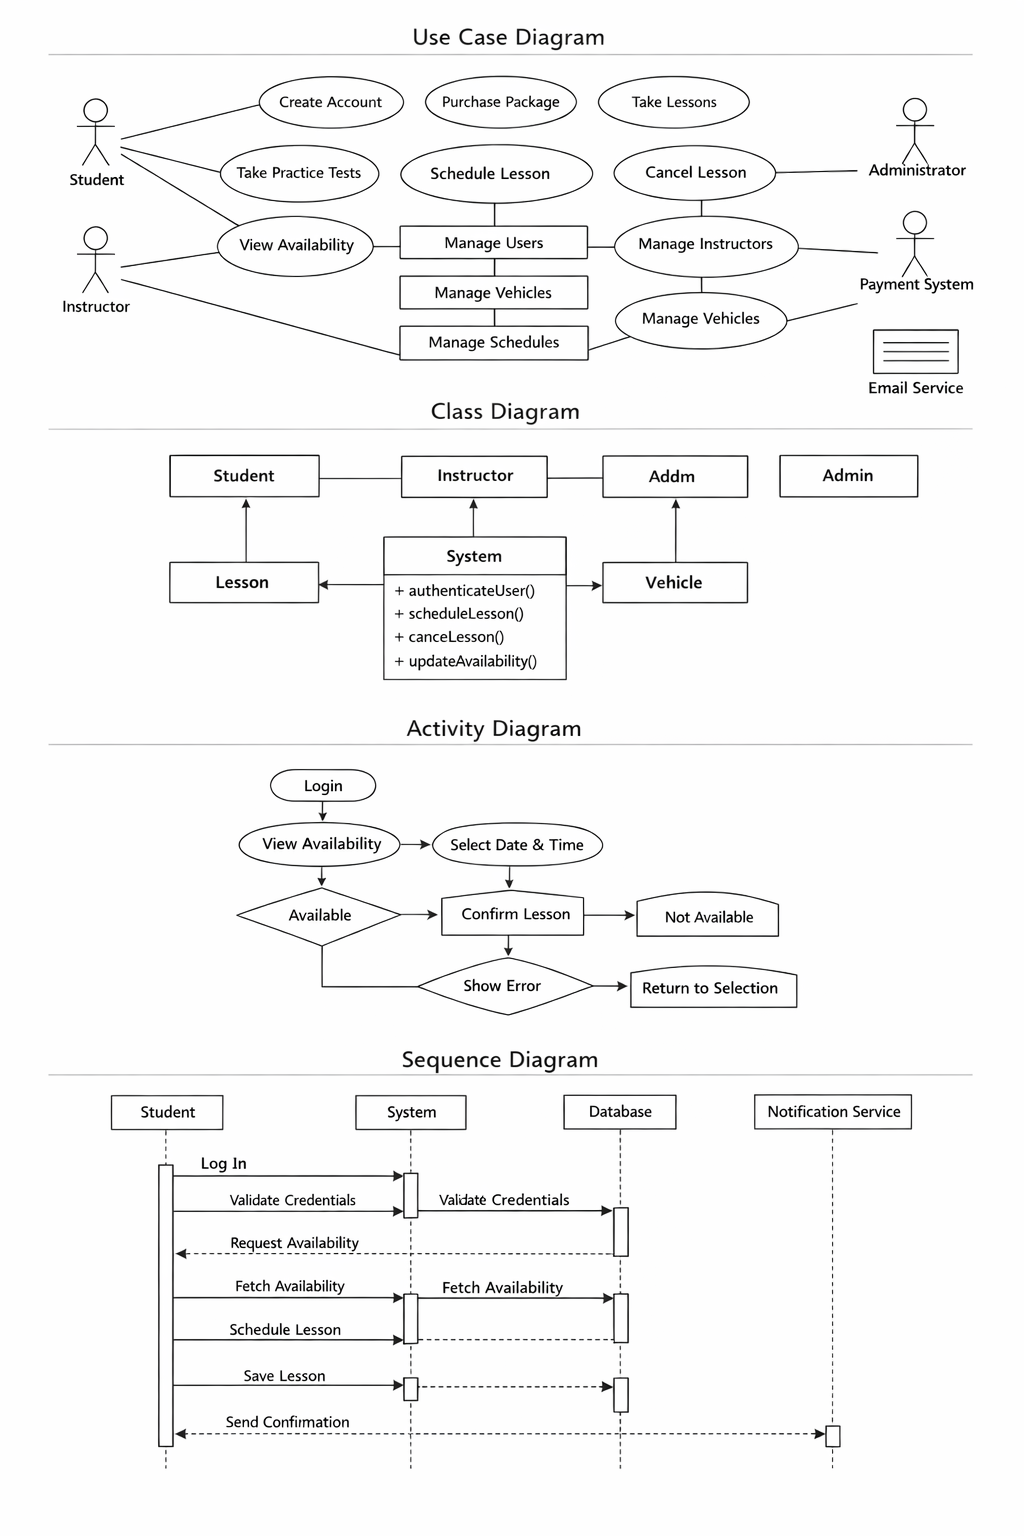 Use Case Diagram
Create Account
Purchase Package
Take Lessons
Student
Take Practice Tests
Schedule Lesson
Cancel Lesson
Administrator
View Availability
Manage Users
Manage Instructors
Instructor
Manage Vehicles
Manage Vehicles
Payment System
Manage Schedules
Email Service
Class Diagram
Student
Instructor
Addm
Admin
Lesson
System
+ authenticateUser()
+ scheduleLesson()
+ canceLesson()
+ updateAvailability()
Vehicle
Activity Diagram
Login
View Availability
Select Date & Time
Available
Confirm Lesson
Not Available
Show Error
Return to Selection
Sequence Diagram
Student
System
Database
Notification Service
Log In
Validate Credentials
Validate Credentials
Request Availability
Fetch Availability
Fetch Availability
Schedule Lesson
Save Lesson
Send Confirmation